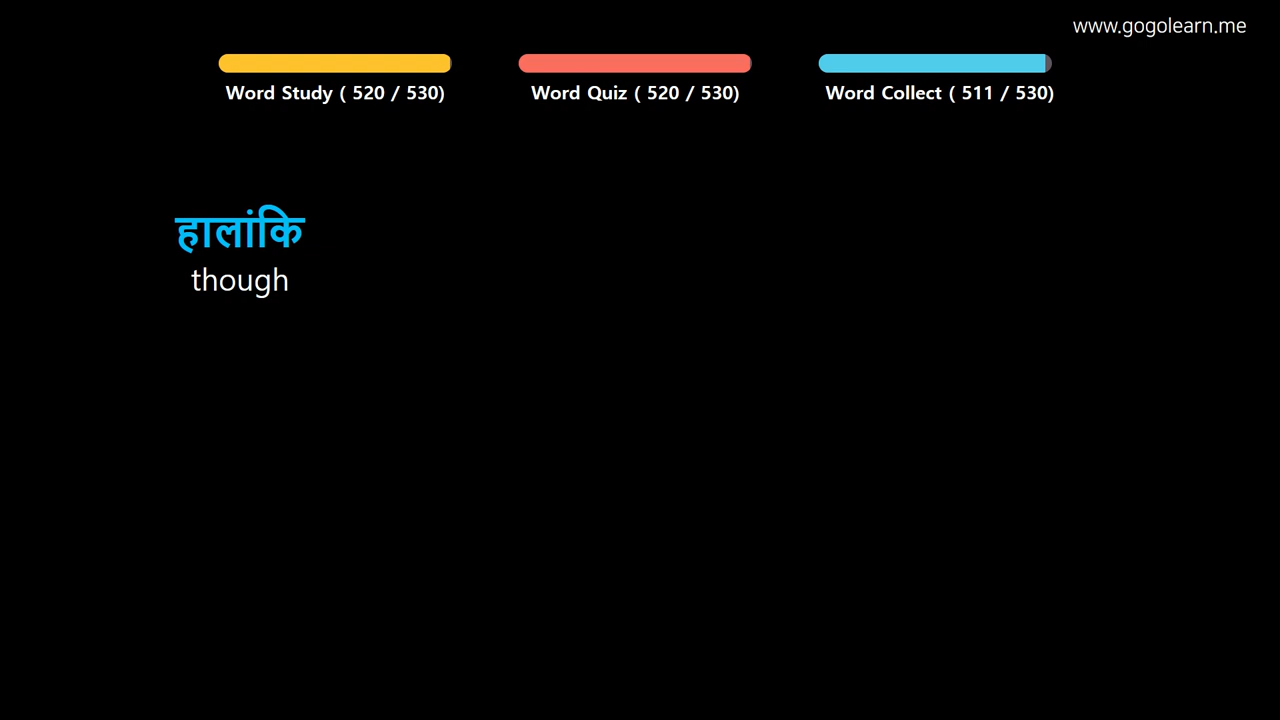 www.gogolearn.me
Word Study ( 520 / 530)
Word Quiz ( 520 / 530)
Word Collect ( 511 / 530)
हालांकि
though